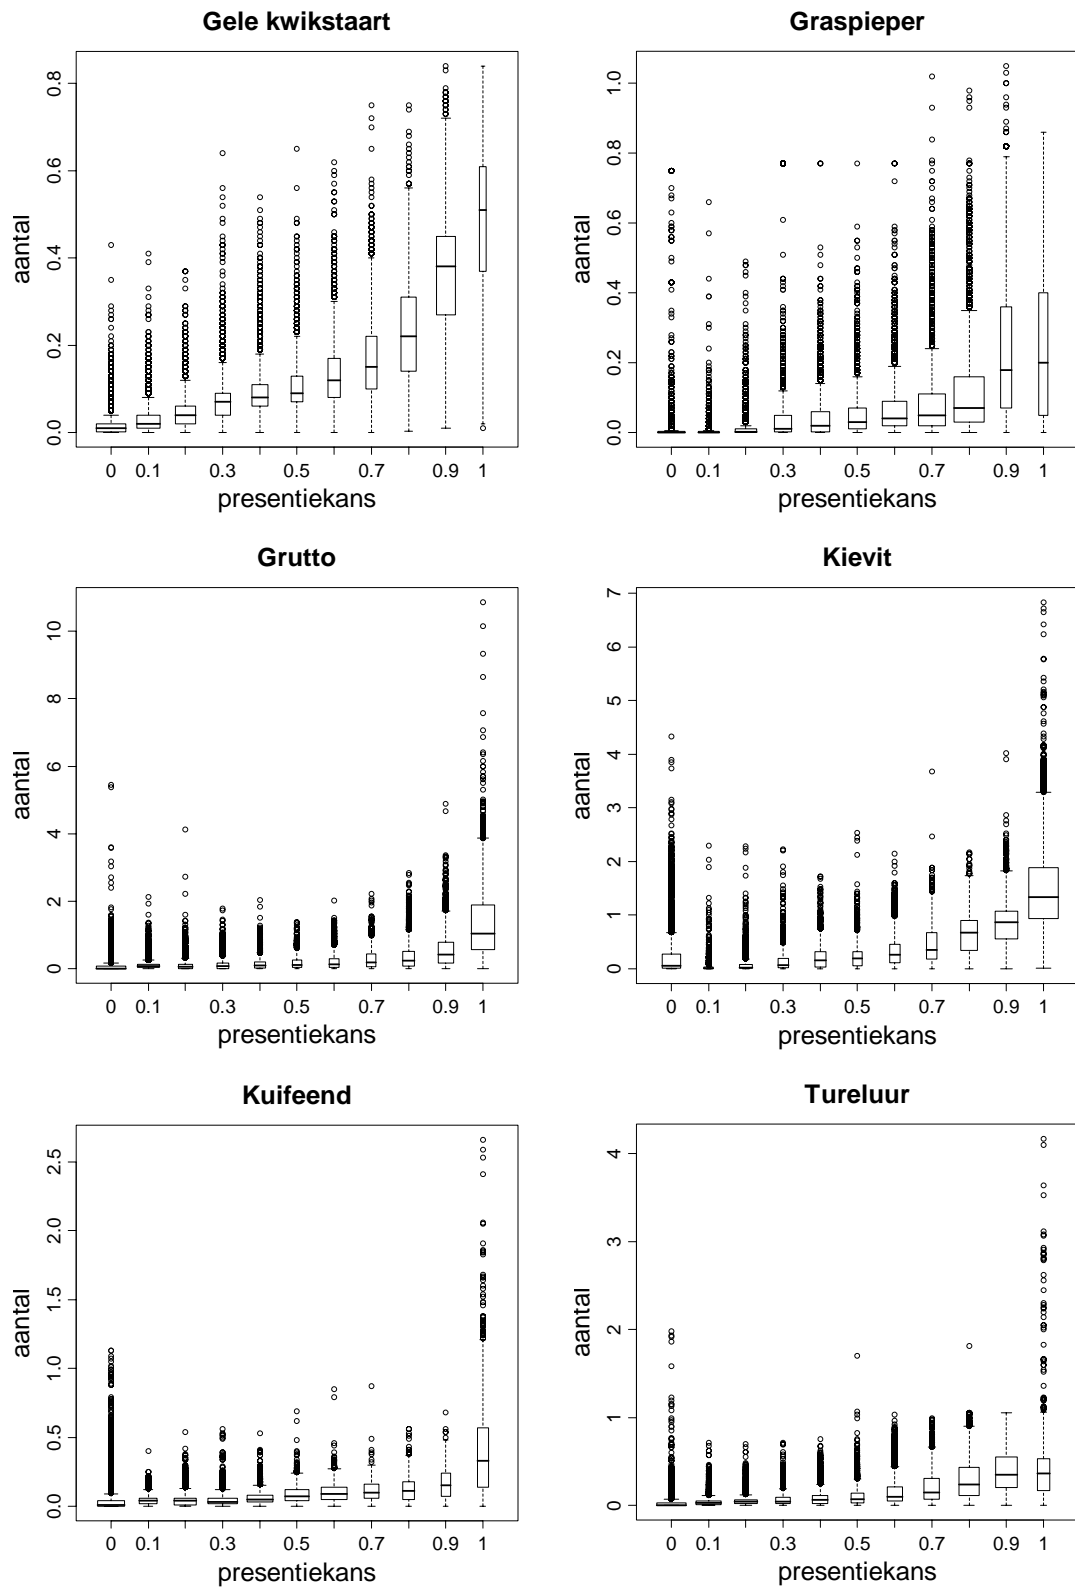 Gele kwikstaart
aantal
0.0 0.2 0.4 0.6 0.8
0 0.1 0.3 0.5 0.7 0.9 1
presentiekans
Graspieper
aantal
0.0 0.2 0.4 0.6 0.8 1.0
0 0.1 0.3 0.5 0.7 0.9 1
presentiekans
Grutto
aantal
0 2 4 6 8 10
0 0.1 0.3 0.5 0.7 0.9 1
presentiekans
Kievit
aantal
0 1 2 3 4 5 6 7
0 0.1 0.3 0.5 0.7 0.9 1
presentiekans
Kuifeend
aantal
0.0 0.5 1.0 1.5 2.0 2.5
0 0.1 0.3 0.5 0.7 0.9 1
presentiekans
Tureluur
aantal
0 1 2 3 4
0 0.1 0.3 0.5 0.7 0.9 1
presentiekans